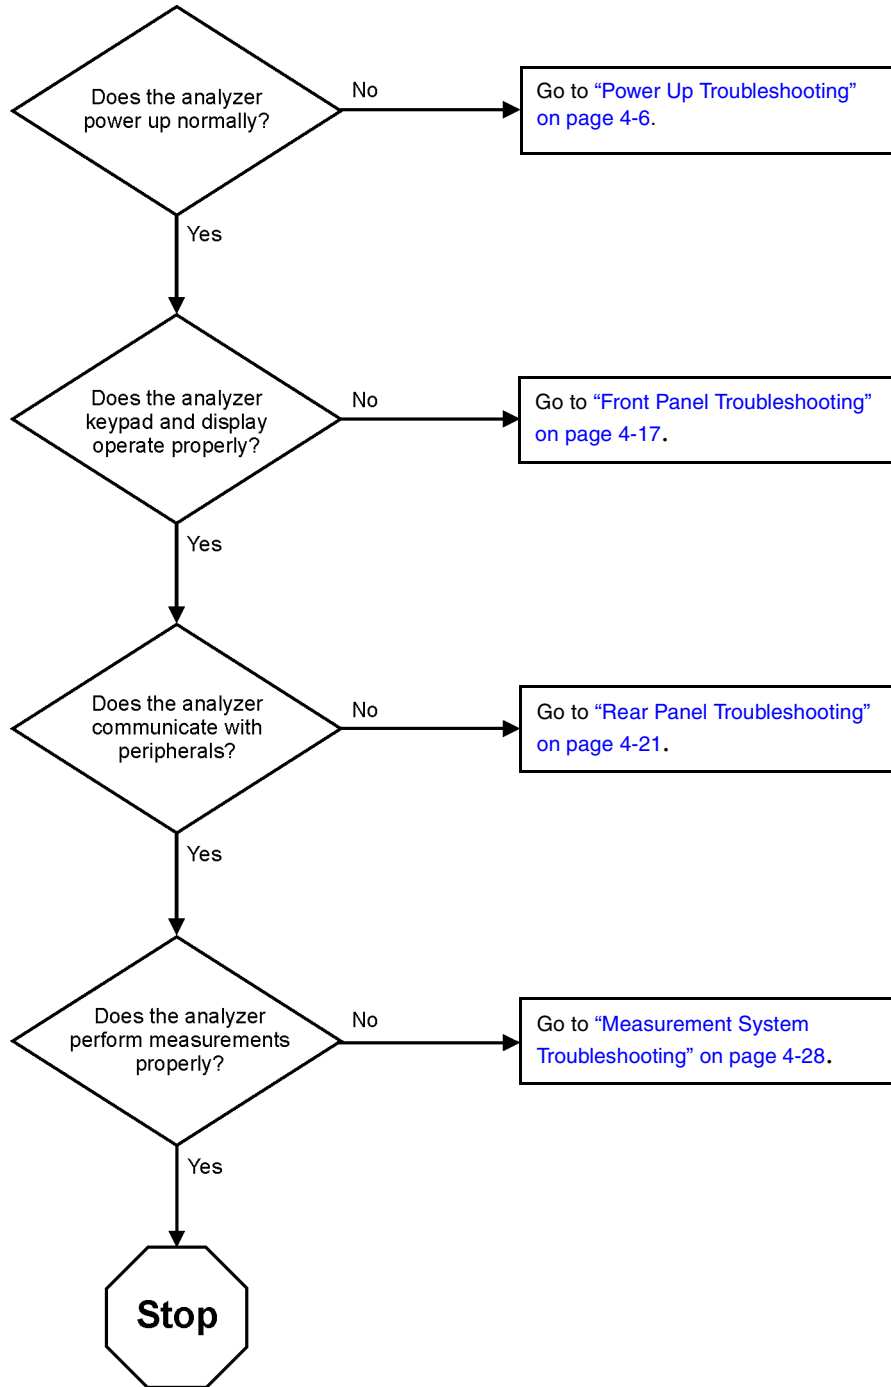 Does the analyzer
power up normally?
No
Go to “Power Up Troubleshooting”
on page 4-6.
Yes
Does the analyzer
keypad and display
operate properly?
No
Go to “Front Panel Troubleshooting”
on page 4-17.
Yes
Does the analyzer
communicate with
peripherals?
No
Go to “Rear Panel Troubleshooting”
on page 4-21.
Yes
Does the analyzer
perform measurements
properly?
No
Go to “Measurement System
Troubleshooting” on page 4-28.
Yes
Stop